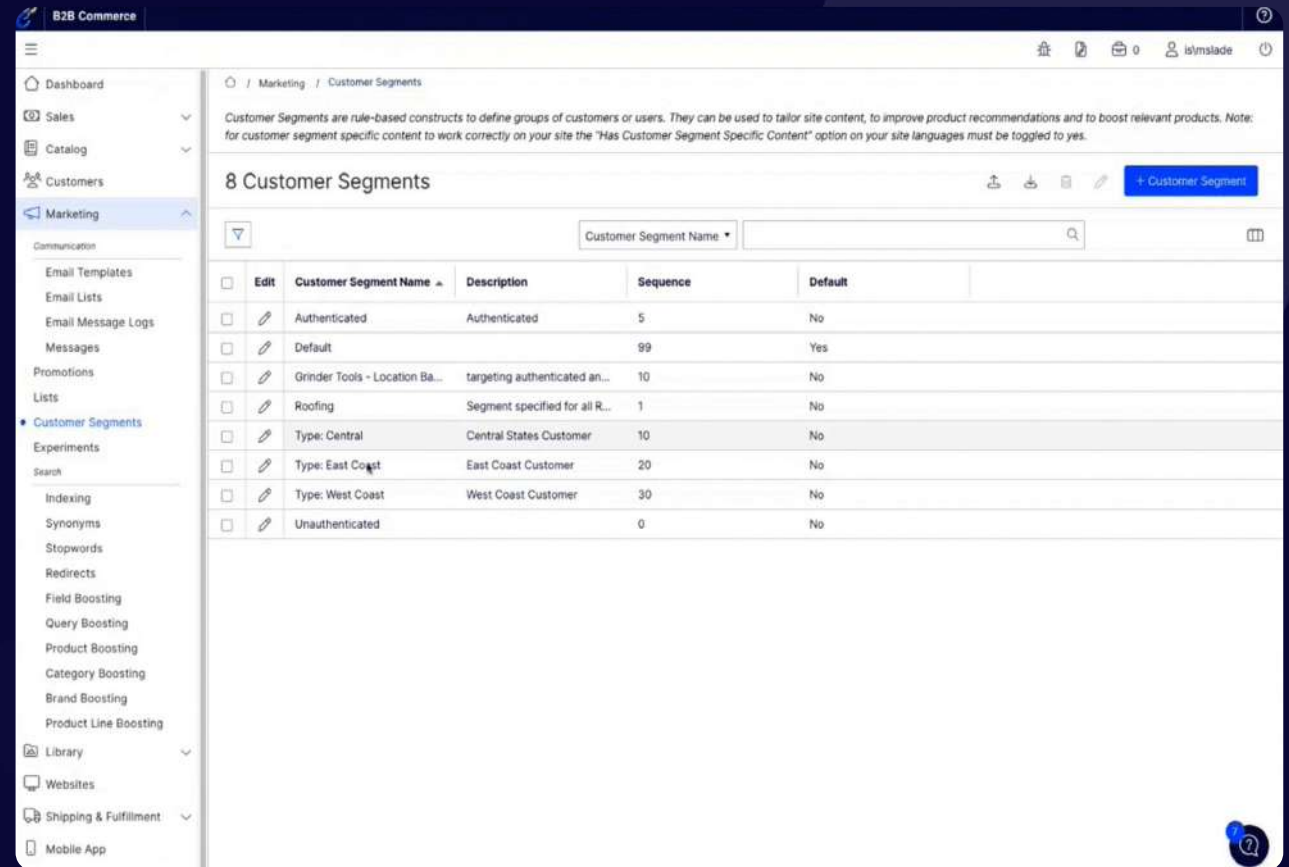 B2B Commerce
0
is\mslade
Dashboard
Sales
Catalog
Customers
Marketing
Communication
Email Templates
Email Lists
Email Message Logs
Messages
Promotions
Lists
Customer Segments
Experiments
Search
Indexing
Synonyms
Stopwords
Redirects
Field Boosting
Query Boosting
Product Boosting
Category Boosting
Brand Boosting
Product Line Boosting
Library
Websites
Shipping & Fulfillment
Mobile App
/ Marketing / Customer Segments
Customer Segments are rule-based constructs to define groups of customers or users. They can be used to tailor site content, to improve product recommendations and to boost relevant products. Note:
for customer segment specific content to work correctly on your site the "Has Customer Segment Specific Content" option on your site languages must be toggled to yes.
8 Customer Segments
+ Customer Segment
Customer Segment Name
Edit Customer Segment Name Description Sequence Default
Authenticated Authenticated 5 No
Default 99 Yes
Grinder Tools - Location Ba... targeting authenticated an... 10 No
Roofing Segment specified for all R... 1 No
Type: Central Central States Customer 10 No
Type: East Coast East Coast Customer 20 No
Type: West Coast West Coast Customer 30 No
Unauthenticated 0 No
7